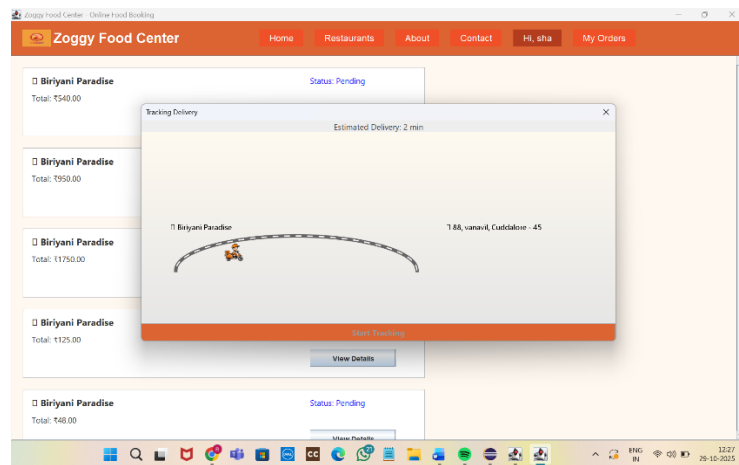 Zoggy Food Center - Online Food Booking
Zoggy Food Center
Home
Restaurants
About
Contact
Hi, sha
My Orders
Biriyani Paradise
Status: Pending
Total: ₹540.00
Biriyani Paradise
Total: ₹950.00
Biriyani Paradise
Total: ₹1750.00
Biriyani Paradise
Total: ₹125.00
View Details
Biriyani Paradise
Status: Pending
Total: ₹48.00
View Details
Tracking Delivery
Estimated Delivery: 2 min
Biriyani Paradise
88, vanavil, Cuddalore - 45
Start Tracking
CC
ENG
IN
12:27
29-10-2025